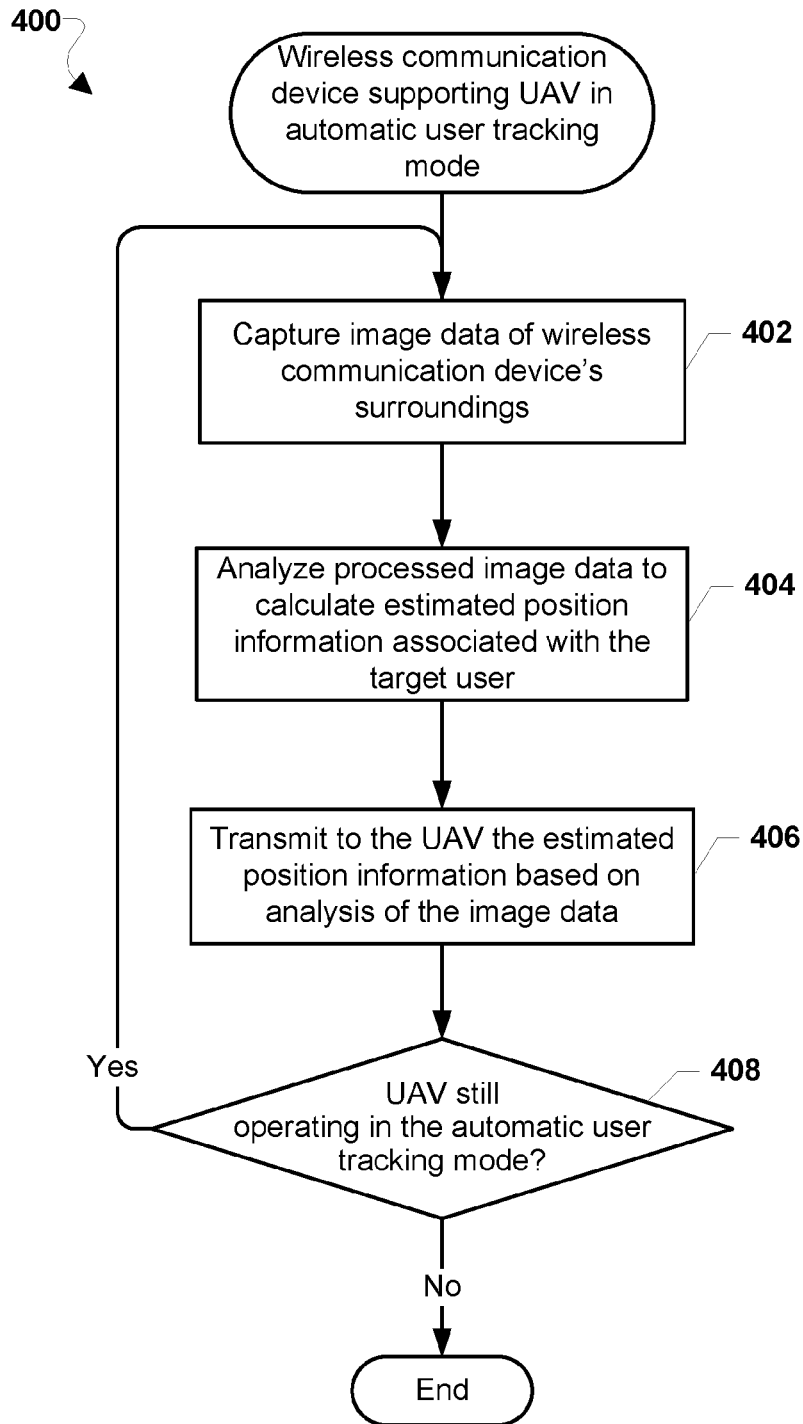 400
Wireless communication
device supporting UAV in
automatic user tracking
mode
Capture image data of wireless
communication device's
surroundings
402
Analyze processed image data to
calculate estimated position
information associated with the
target user
404
Transmit to the UAV the estimated
position information based on
analysis of the image data
406
Yes
UAV still
operating in the automatic user
tracking mode?
408
No
End